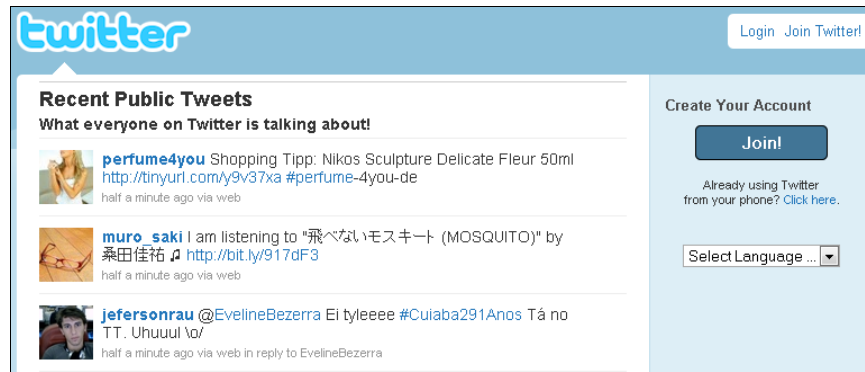 twitter
Login Join Twitter!
Recent Public Tweets
What everyone on Twitter is talking about!
perfume4you Shopping Tipp: Nikos Sculpture Delicate Fleur 50ml
http://tinyurl.com/y9v37xa #perfume-4you-de
half a minute ago via web
muro_saki I am listening to "飛べないモスキート (MOSQUITO)" by
桑田佳祐 ♫ http://bit.ly/917dF3
half a minute ago via web
jefersonrau @EvelineBezerra Ei tyleeee #Cuiaba291Anos Tá no
TT. Uhuuul \o/
half a minute ago via web in reply to EvelineBezerra
Create Your Account
Join!
Already using Twitter
from your phone? Click here.
Select Language ...